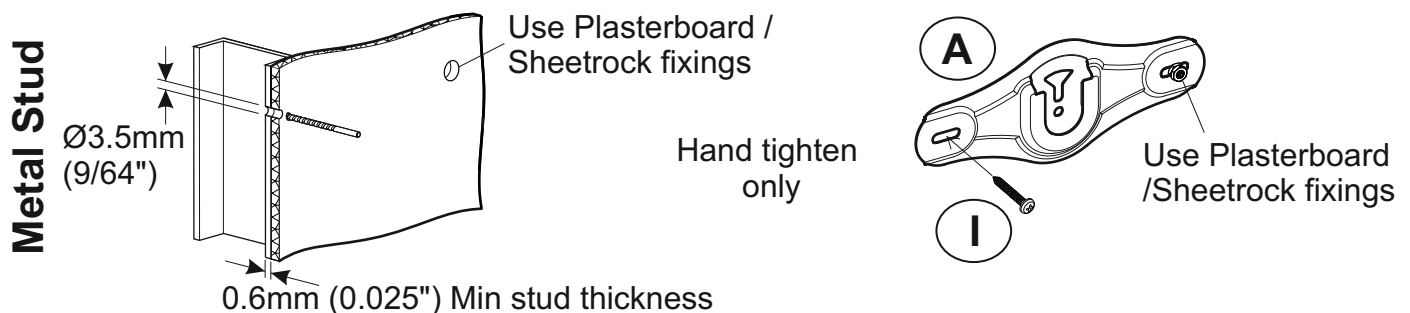 Metal Stud
Use Plasterboard /
Sheetrock fixings
Ø3.5mm
(9/64")
0.6mm (0.025") Min stud thickness
Hand tighten
only
A
I
Use Plasterboard
/Sheetrock fixings